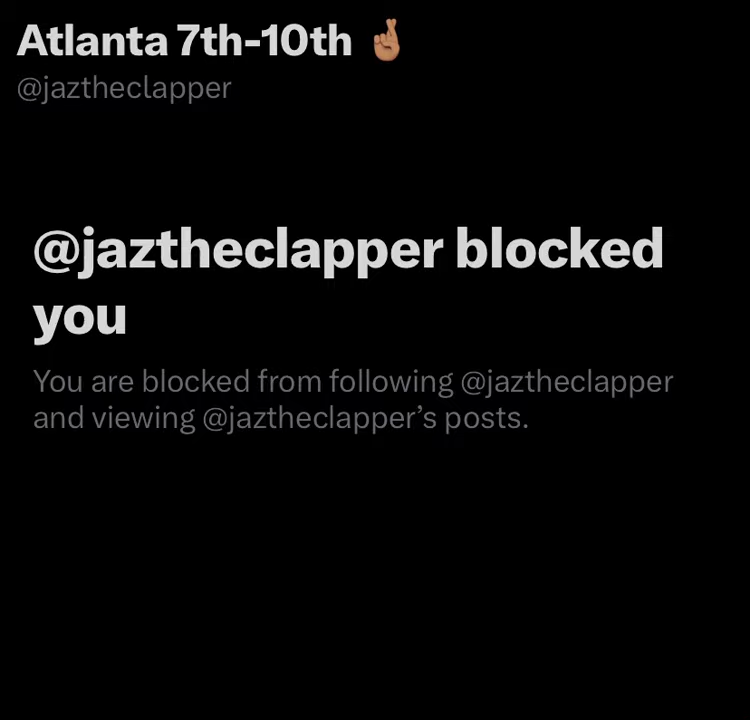 Atlanta 7th-10th 🤞🏽
@jaztheclapper
@jaztheclapper blocked
you
You are blocked from following @jaztheclapper
and viewing @jaztheclapper’s posts.